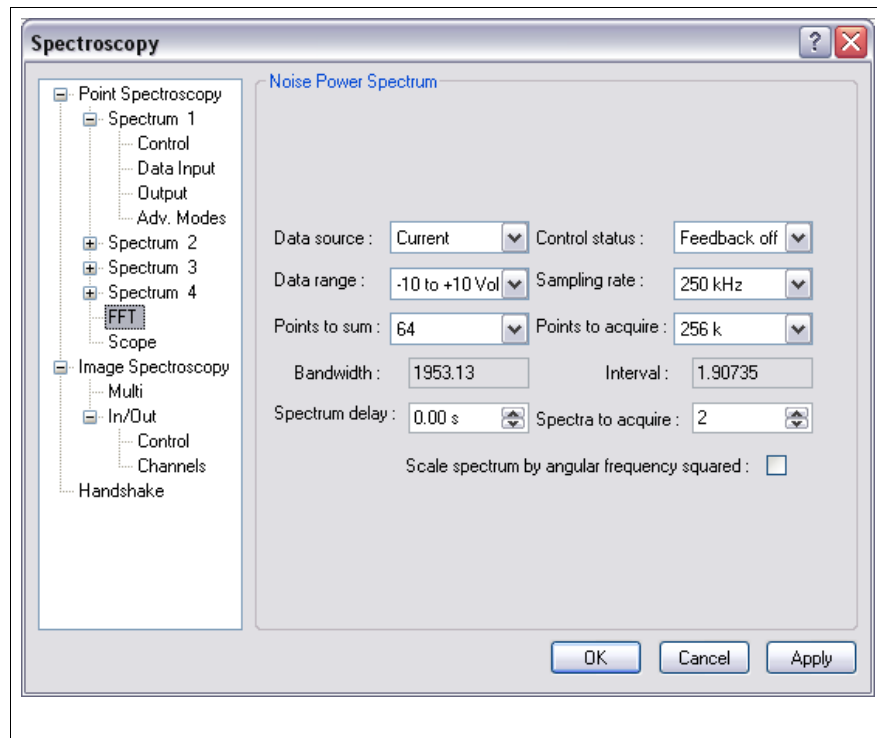 Spectroscopy
Point Spectroscopy
Spectrum 1
Control
Data Input
Output
Adv. Modes
Spectrum 2
Spectrum 3
Spectrum 4
FFT
Scope
Image Spectroscopy
Multi
In/Out
Control
Channels
Handshake
Noise Power Spectrum
Data source : Current Control status : Feedback off
Data range : -10 to +10 Vol Sampling rate : 250 kHz
Points to sum : 64 Points to acquire : 256 k
Bandwidth : 1953.13 Interval : 1.90735
Spectrum delay : 0.00 s Spectra to acquire : 2
Scale spectrum by angular frequency squared :
OK Cancel Apply